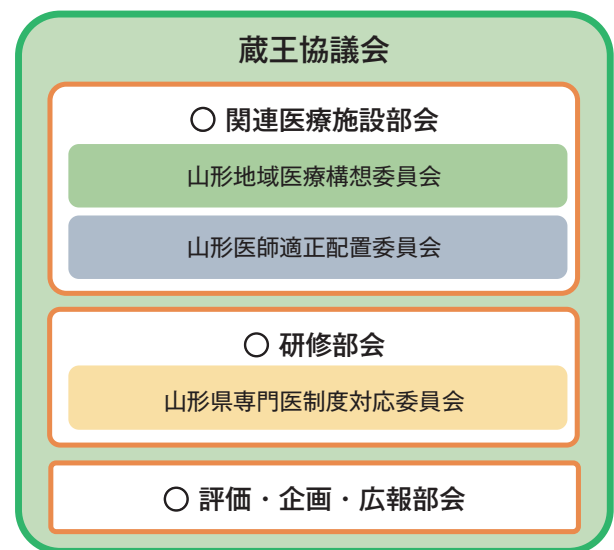 蔵王協議会
○ 関連医療施設部会
山形地域医療構想委員会
山形医師適正配置委員会
○ 研修部会
山形県専門医制度対応委員会
○ 評価・企画・広報部会